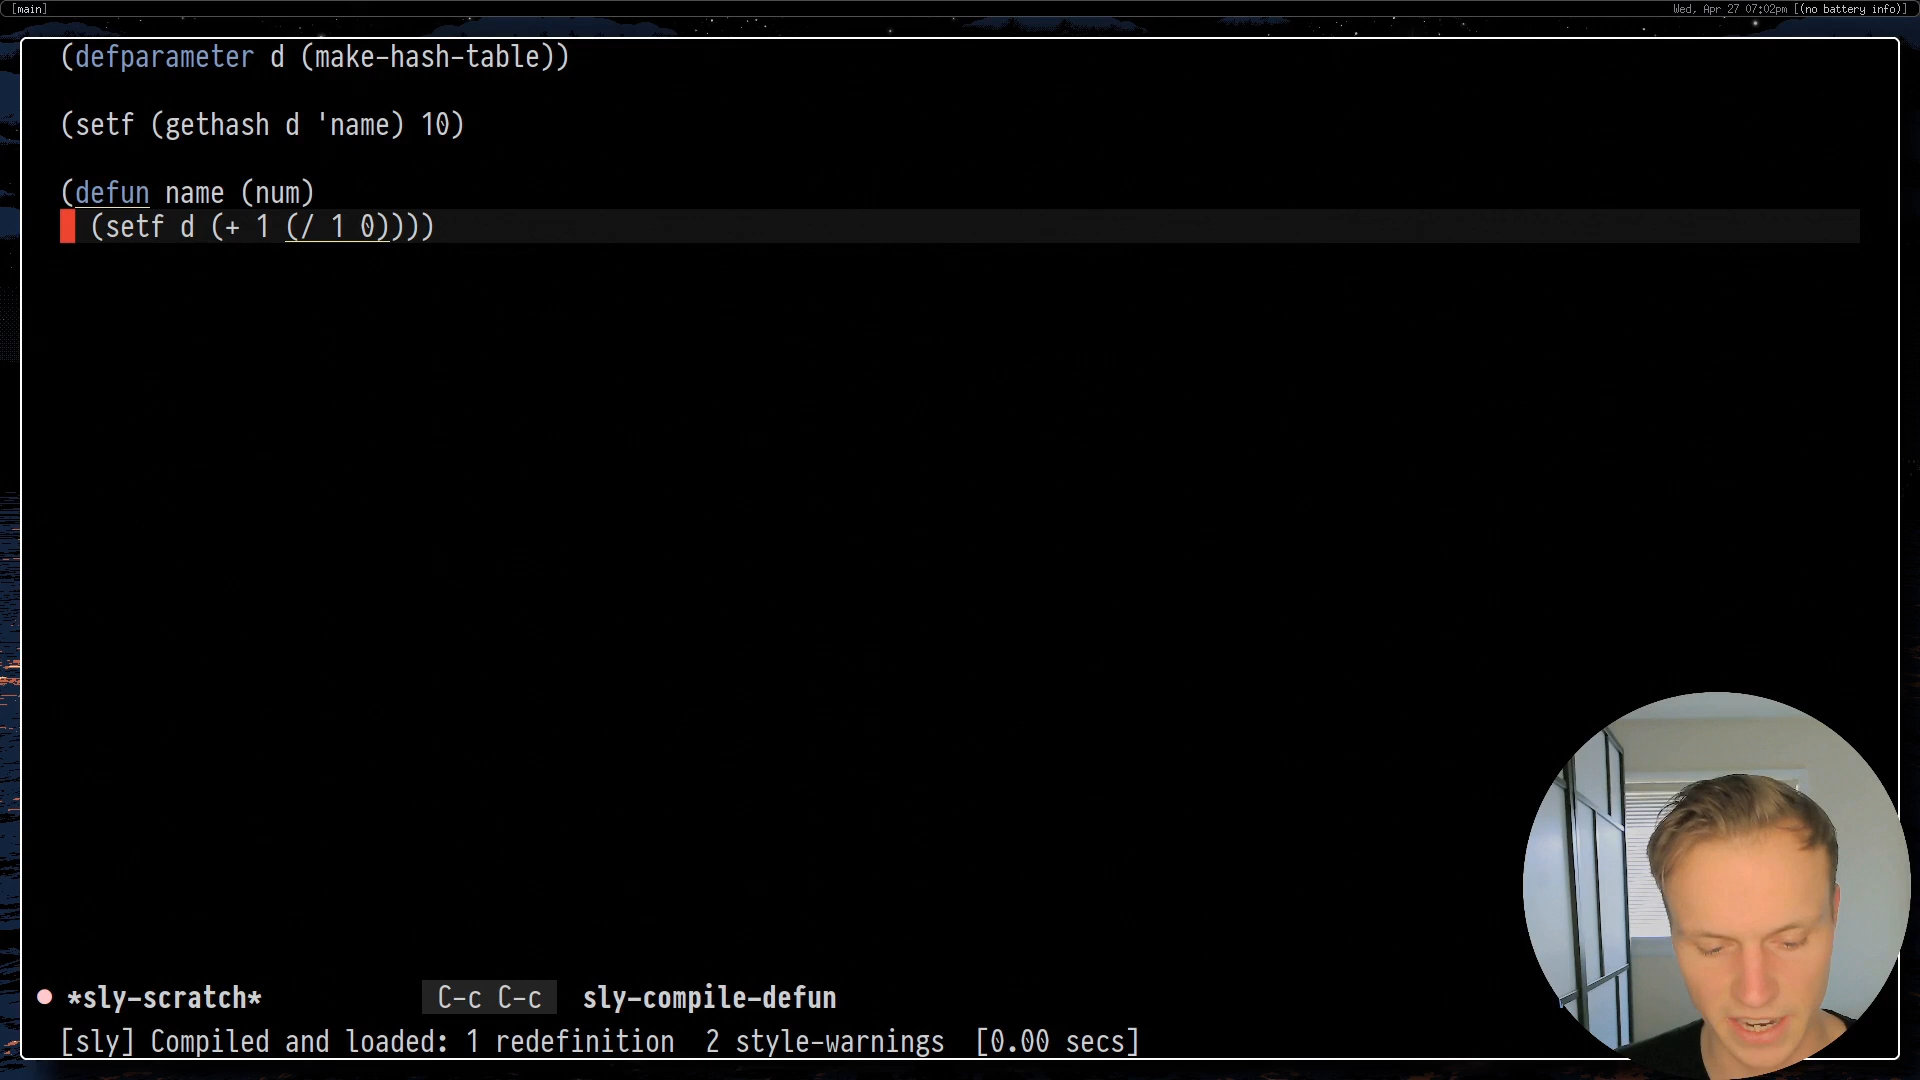 [main]
Wed, Apr 27 07:02pm [(no battery info)]
(defparameter d (make-hash-table))
(setf (gethash d 'name) 10)
(defun name (num)
(setf d (+ 1 (/ 1 0))))
*sly-scratch* C-c C-c sly-compile-defun
[sly] Compiled and loaded: 1 redefinition 2 style-warnings [0.00 secs]